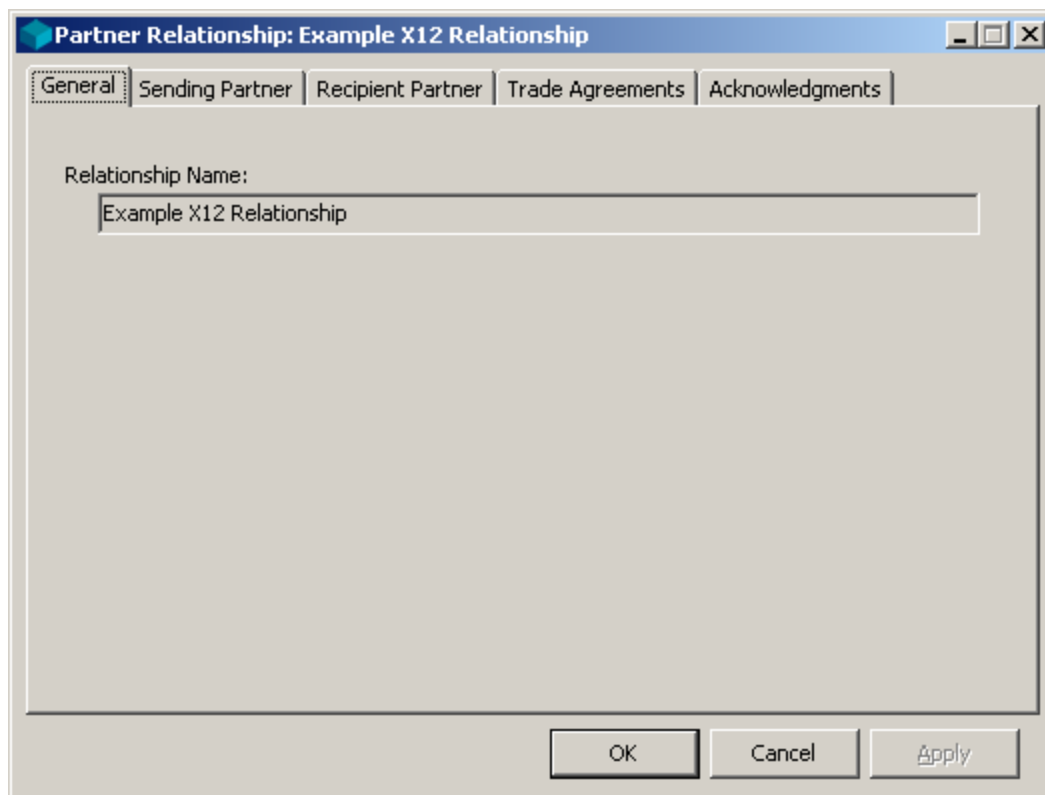 Partner Relationship: Example X12 Relationship
General Sending Partner Recipient Partner Trade Agreements Acknowledgments
Relationship Name:
Example X12 Relationship
OK Cancel Apply